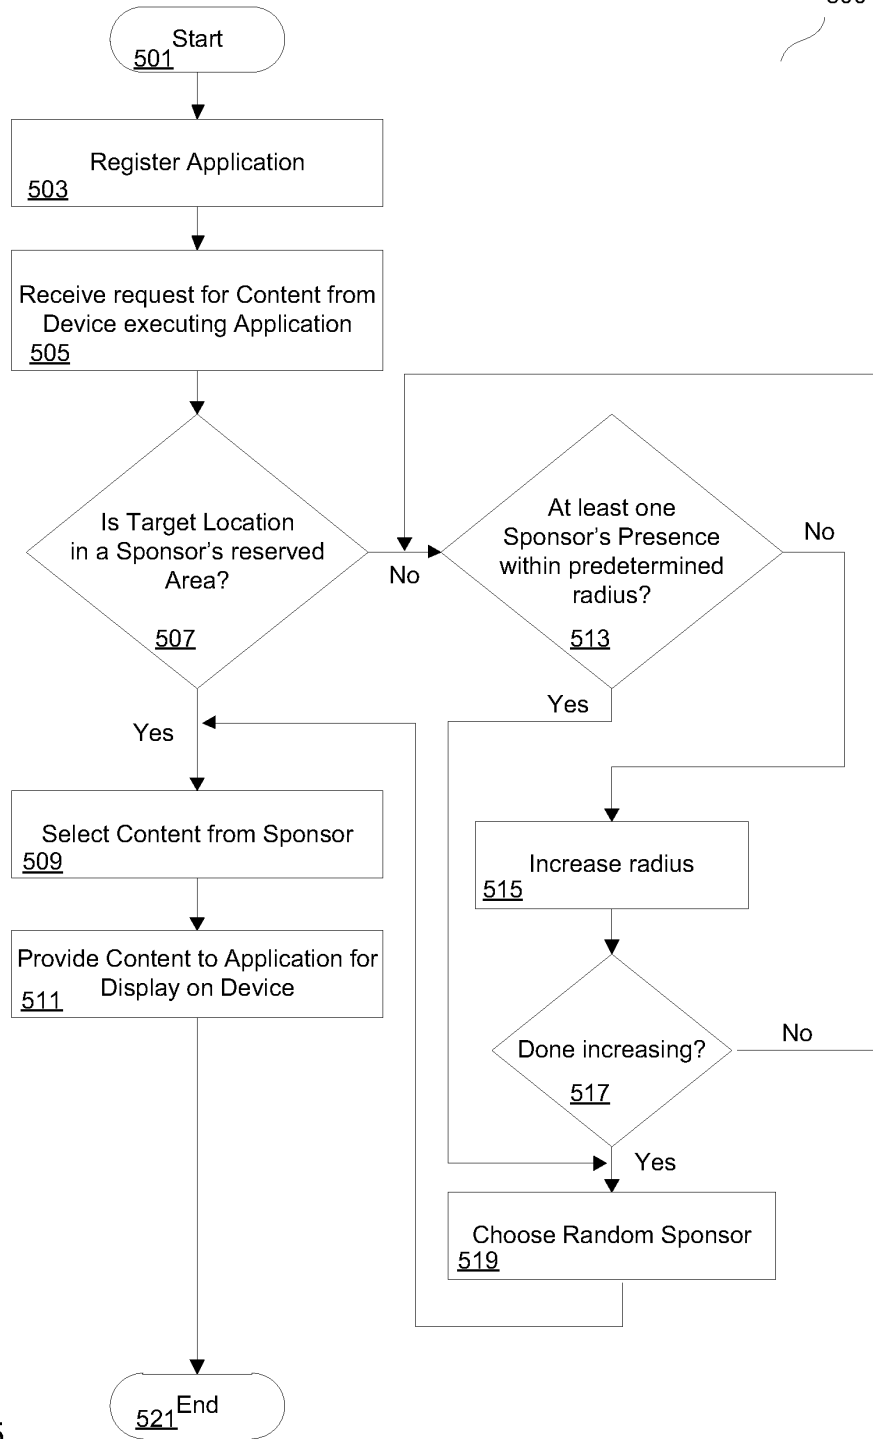 Start
501
Register Application
503
Receive request for Content from
Device executing Application
505
Is Target Location
in a Sponsor's reserved
Area?
507
No
Yes
At least one
Sponsor's Presence
within predetermined
radius?
513
No
Yes
Select Content from Sponsor
509
Increase radius
515
Provide Content to Application for
Display on Device
511
Done increasing?
517
No
Yes
Choose Random Sponsor
519
End
521